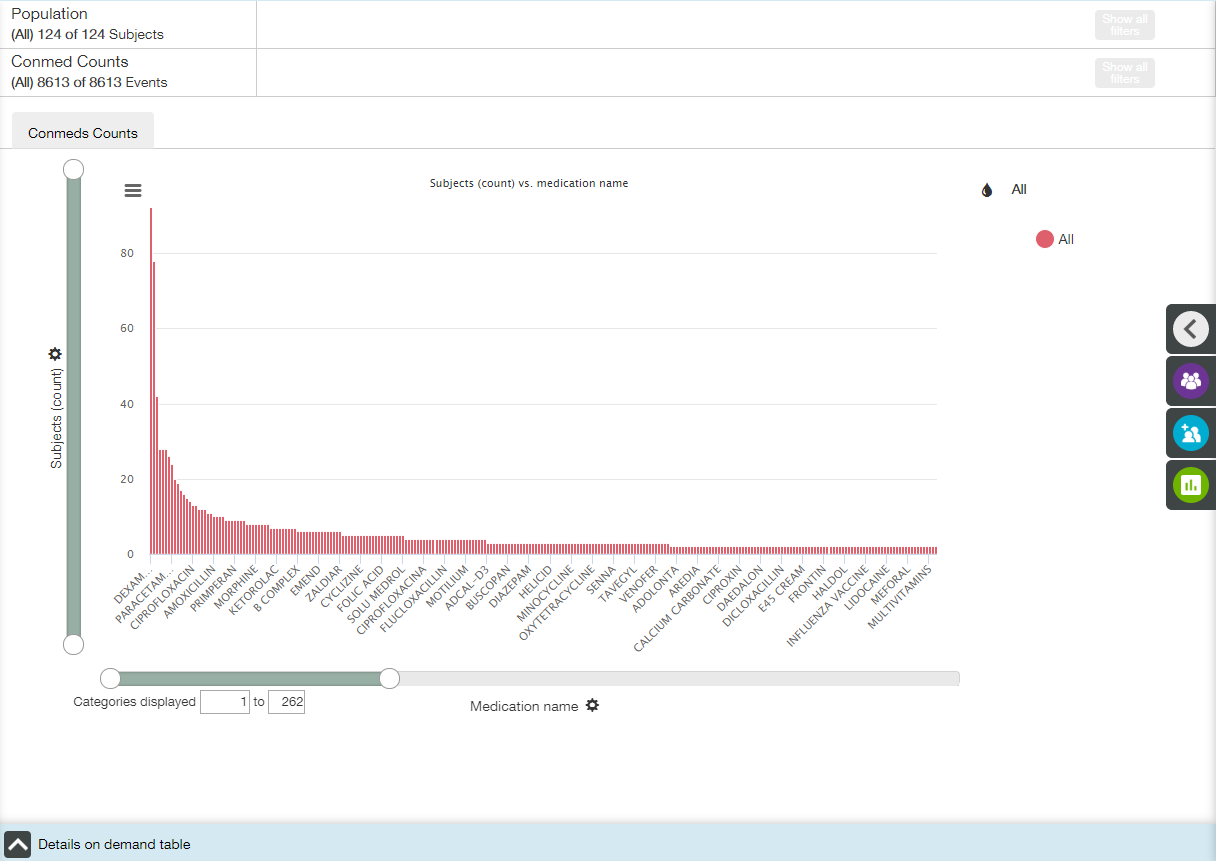 Population
(All) 124 of 124 Subjects
Show all
filters
Conmed Counts
(All) 8613 of 8613 Events
Show all
filters
Conmeds Counts
Subjects (count) vs. medication name
All
All
80
60
40
20
0
Subjects (count)
DEXAM...
PARACETAM...
CIPROFLOXACIN
AMOXICILLIN
PRIMPERAN
MORPHINE
KETOROLAC
B COMPLEX
EMEND
ZALDIAR
CYCLIZINE
FOLIC ACID
SOLU MEDROL
CIPROFLOXACINA
FLUCLOXACILLIN
MOTILIUM
ADCAL-D3
BUSCOPAN
DIAZEPAM
HELICID
MINOCYCLINE
OXYTETRACYCLINE
SENNA
TAVEGYL
VENOFER
ADOLONTA
AREDIA
CALCIUM CARBONATE
CIPROXIN
DAEDALON
DICLOXACILLIN
E45 CREAM
FRONTIN
HALDOL
INFLUENZA VACCINE
LIDOCAINE
MEFORAL
MULTIVITAMINS
Categories displayed 1 to 262
Medication name
Details on demand table